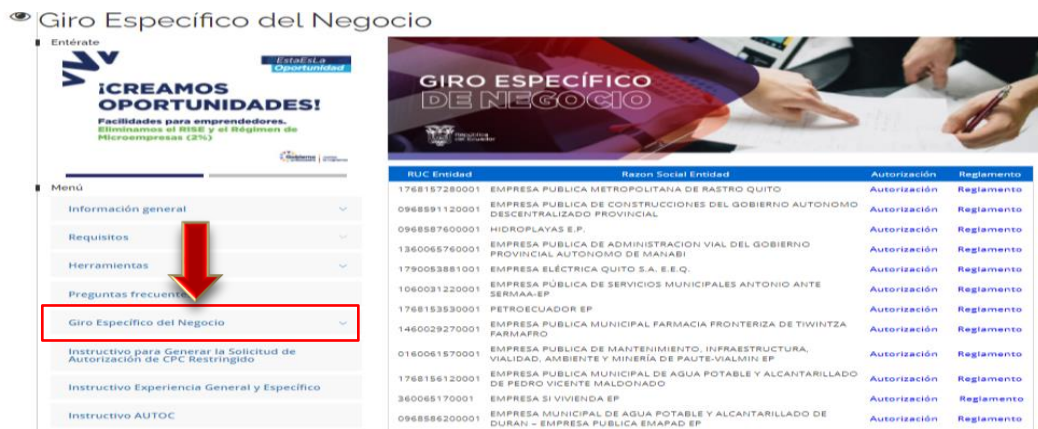 Giro Específico del Negocio
Entérate
EstaEsLa
Oportunidad
¡CREAMOS
OPORTUNIDADES!
Facilidades para emprendedores.
Eliminamos el RISE y el Régimen de
Microempresas (2%)
Menú
Información general
Requisitos
Herramientas
Preguntas frecuente
Giro Específico del Negocio
Instructivo para Generar la Solicitud de
Autorización de CPC Restringido
Instructivo Experiencia General y Específico
Instructivo AUTOC
GIRO ESPECÍFICO
DE NEGOCIO
República
del Ecuador
RUC Entidad Razon Social Entidad Autorización Reglamento
1768157280001 EMPRESA PUBLICA METROPOLITANA DE RASTRO QUITO Autorización Reglamento
0968591120001 EMPRESA PUBLICA DE CONSTRUCCIONES DEL GOBIERNO AUTONOMO Autorización Reglamento
DESCENTRALIZADO PROVINCIAL
0968587600001 HIDROPLAYAS E.P. Autorización Reglamento
1360065760001 EMPRESA PUBLICA DE ADMINISTRACION VIAL DEL GOBIERNO Autorización Reglamento
PROVINCIAL AUTONOMO DE MANABI
1790053881001 EMPRESA ELÉCTRICA QUITO S.A. E.E.Q. Autorización Reglamento
1060031220001 EMPRESA PÚBLICA DE SERVICIOS MUNICIPALES ANTONIO ANTE Autorización Reglamento
SERMAA-EP
1768153530001 PETROECUADOR EP Autorización Reglamento
1460029270001 EMPRESA PUBLICA MUNICIPAL FARMACIA FRONTERIZA DE TIWINTZA Autorización Reglamento
FARMAFRO
0160061570001 EMPRESA PUBLICA DE MANTENIMIENTO, INFRAESTRUCTURA, Autorización Reglamento
VIALIDAD, AMBIENTE Y MINERÍA DE PAUTE-VIALMIN EP
1768156120001 EMPRESA PUBLICA MUNICIPAL DE AGUA POTABLE Y ALCANTARILLADO Autorización Reglamento
DE PEDRO VICENTE MALDONADO
360065170001 EMPRESA SI VIVIENDA EP Autorización Reglamento
0968586200001 EMPRESA MUNICIPAL DE AGUA POTABLE Y ALCANTARILLADO DE Autorización Reglamento
DURAN – EMPRESA PUBLICA EMAPAD EP